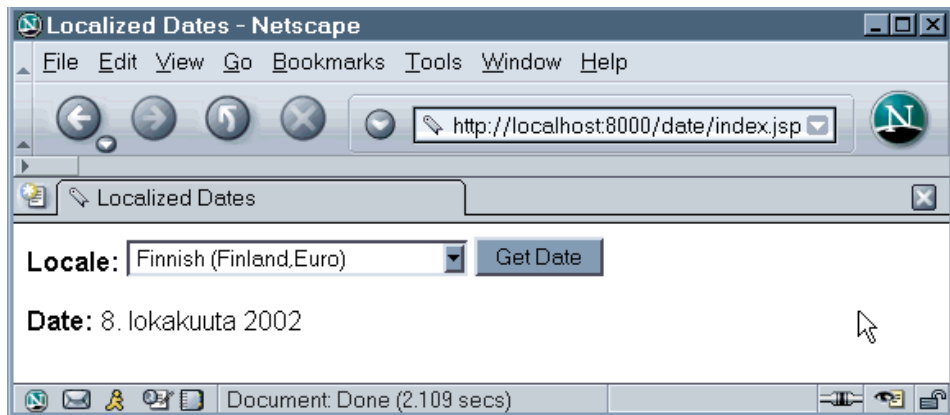 Localized Dates - Netscape
File Edit View Go Bookmarks Tools Window Help
http://localhost:8000/date/index.jsp
N
Localized Dates
Locale: Finnish (Finland,Euro) Get Date
Date: 8. lokakuuta 2002
Document: Done (2.109 secs)